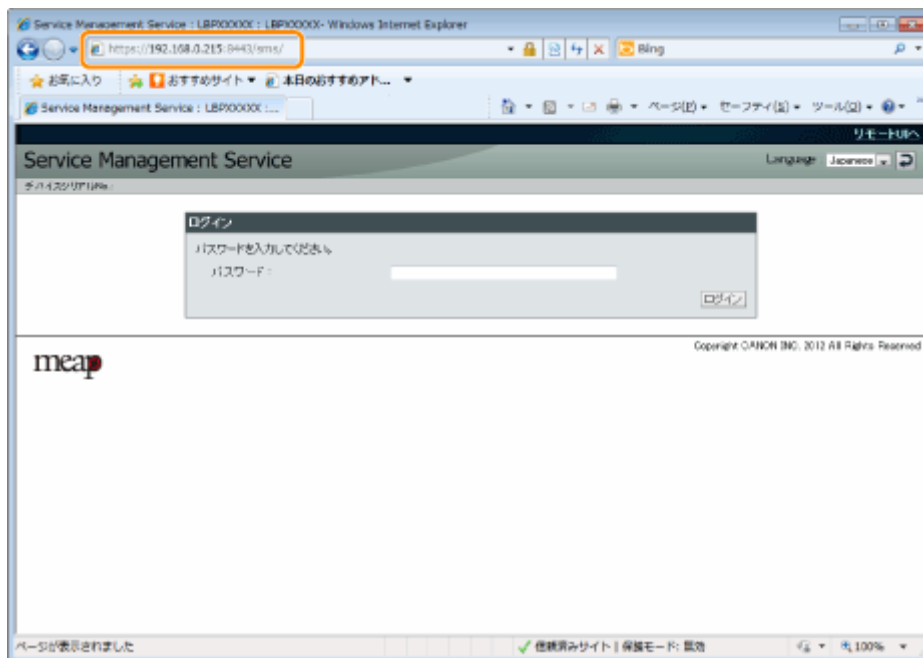 Service Management Service : LBPXXXXX : LBPXXXXX- Windows Internet Explorer
https://192.168.0.215:8443/sms/
Bing
お気に入り おすすめサイト ▼ 本日のおすすめアド... ▼
Service Management Service : LBPXXXXX :...
ページ(P) セーフティ(S) ツール(O)
リモートUIへ
Service Management Service
Language Japanese
デバイスシリアルNo.:
ログイン
パスワードを入力してください。
パスワード :
ログイン
Copyright CANON INC. 2012 All Rights Reserved
meap
ページが表示されました
信頼済みサイト | 保護モード: 無効
100%